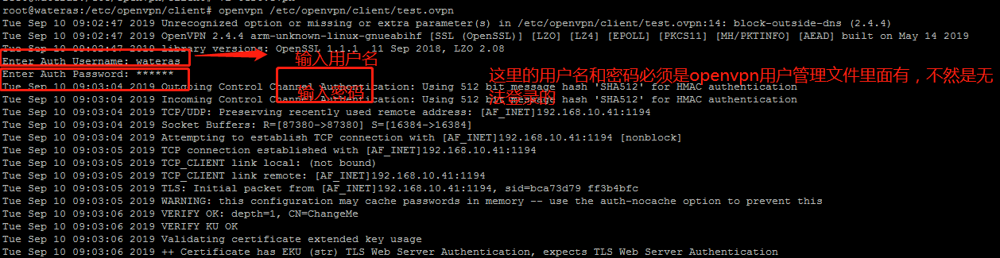 root@wateras:/etc/openvpn/client# openvpn /etc/openvpn/client/test.ovpn
Tue Sep 10 09:02:47 2019 Unrecognized option or missing or extra parameter(s) in /etc/openvpn/client/test.ovpn:14: block-outside-dns (2.4.4)
Tue Sep 10 09:02:47 2019 OpenVPN 2.4.4 arm-unknown-linux-gnueabihf [SSL (OpenSSL)] [LZO] [LZ4] [EPOLL] [PKCS11] [MH/PKTINFO] [AEAD] built on May 14 2019
Tue Sep 10 09:02:47 2019 library versions: OpenSSL 1.1.1  11 Sep 2018, LZO 2.08
Enter Auth Username: wateras
输入用户名
Enter Auth Password: ******
输入密码
这里的用户名和密码必须是openvpn用户管理文件里面有，不然是无
法登录的
Tue Sep 10 09:03:04 2019 Outgoing Control Channel Authentication: Using 512 bit message hash 'SHA512' for HMAC authentication
Tue Sep 10 09:03:04 2019 Incoming Control Channel Authentication: Using 512 bit message hash 'SHA512' for HMAC authentication
Tue Sep 10 09:03:04 2019 TCP/UDP: Preserving recently used remote address: [AF_INET]192.168.10.41:1194
Tue Sep 10 09:03:04 2019 Socket Buffers: R=[87380->87380] S=[16384->16384]
Tue Sep 10 09:03:04 2019 Attempting to establish TCP connection with [AF_INET]192.168.10.41:1194 [nonblock]
Tue Sep 10 09:03:05 2019 TCP connection established with [AF_INET]192.168.10.41:1194
Tue Sep 10 09:03:05 2019 TCP_CLIENT link local: (not bound)
Tue Sep 10 09:03:05 2019 TCP_CLIENT link remote: [AF_INET]192.168.10.41:1194
Tue Sep 10 09:03:05 2019 TLS: Initial packet from [AF_INET]192.168.10.41:1194, sid=bca73d79 ff3b4bfc
Tue Sep 10 09:03:05 2019 WARNING: this configuration may cache passwords in memory -- use the auth-nocache option to prevent this
Tue Sep 10 09:03:06 2019 VERIFY OK: depth=1, CN=ChangeMe
Tue Sep 10 09:03:06 2019 VERIFY KU OK
Tue Sep 10 09:03:06 2019 Validating certificate extended key usage
Tue Sep 10 09:03:06 2019 ++ Certificate has EKU (str) TLS Web Server Authentication, expects TLS Web Server Authentication